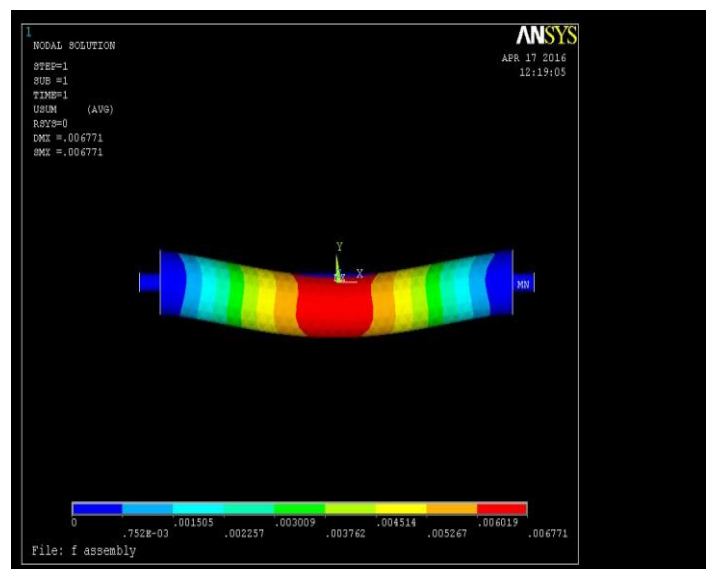 1
ANSYS
NODAL SOLUTION
APR 17 2016
12:19:05
STEP=1
SUB =1
TIME=1
USUM (AVG)
RSYS=0
DMX =.006771
SMX =.006771
Y
X
MN
0
.752E-03
.001505
.002257
.003009
.003762
.004514
.005267
.006019
.006771
File: f assembly